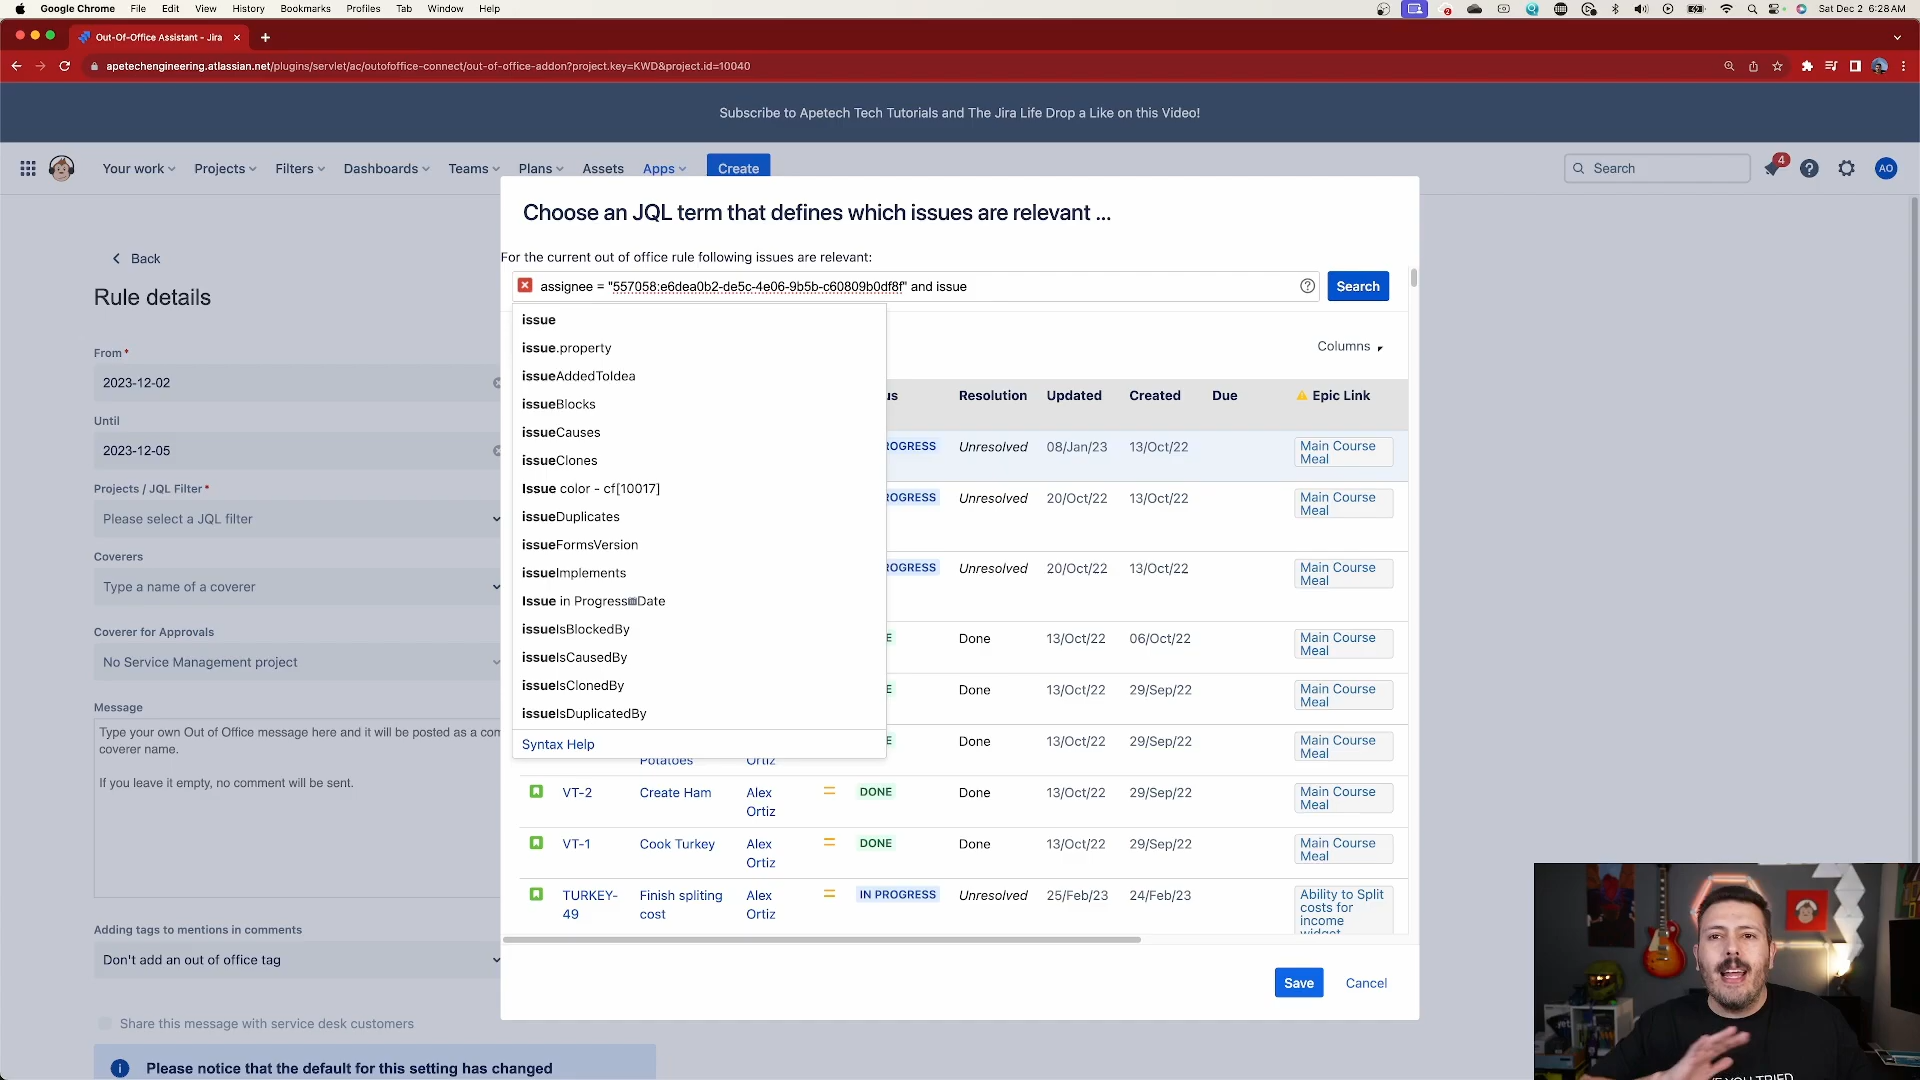 Google Chrome File Edit View History Bookmarks Profiles Tab Window Help
2
Sat Dec 2 6:28 AM
Out-Of-Office Assistant - Jira
apetechengineering.atlassian.net/plugins/servlet/ac/outofoffice-connect/out-of-office-addon?project.key=KWD&project.id=10040
Subscribe to Apetech Tech Tutorials and The Jira Life Drop a Like on this Video!
Your work Projects Filters Dashboards Teams Plans Assets Apps Create
Search
4
AO
Back
Rule details
From *
2023-12-02
Until
2023-12-05
Projects / JQL Filter *
Please select a JQL filter
Coverers
Type a name of a coverer
Coverer for Approvals
No Service Management project
Message
Type your own Out of Office message here and it will be posted as a com
coverer name.
If you leave it empty, no comment will be sent.
Adding tags to mentions in comments
Don't add an out of office tag
Share this message with service desk customers
Please notice that the default for this setting has changed
Choose an JQL term that defines which issues are relevant ...
For the current out of office rule following issues are relevant:
assignee = "557058:e6dea0b2-de5c-4e06-9b5b-c60809b0df8f" and issue
Search
issue
issue.property
issueAddedToIdea
issueBlocks
issueCauses
issueClones
Issue color - cf[10017]
issueDuplicates
issueFormsVersion
issueImplements
Issue in Progress Date
issueIsBlockedBy
issueIsCausedBy
issueIsClonedBy
issueIsDuplicatedBy
Syntax Help
Columns
us Resolution Updated Created Due Epic Link
ROGRESS Unresolved 08/Jan/23 13/Oct/22 Main Course
Meal
ROGRESS Unresolved 20/Oct/22 13/Oct/22 Main Course
Meal
ROGRESS Unresolved 20/Oct/22 13/Oct/22 Main Course
Meal
E Done 13/Oct/22 06/Oct/22 Main Course
Meal
E Done 13/Oct/22 29/Sep/22 Main Course
Meal
E Done 13/Oct/22 29/Sep/22 Main Course
Meal
Potatoes Ortiz
VT-2 Create Ham Alex DONE Done 13/Oct/22 29/Sep/22 Main Course
Ortiz Meal
VT-1 Cook Turkey Alex DONE Done 13/Oct/22 29/Sep/22 Main Course
Ortiz Meal
TURKEY- Finish spliting Alex IN PROGRESS Unresolved 25/Feb/23 24/Feb/23 Ability to Split
49 cost Ortiz costs for
income
widget
Save Cancel
YOU TRIED